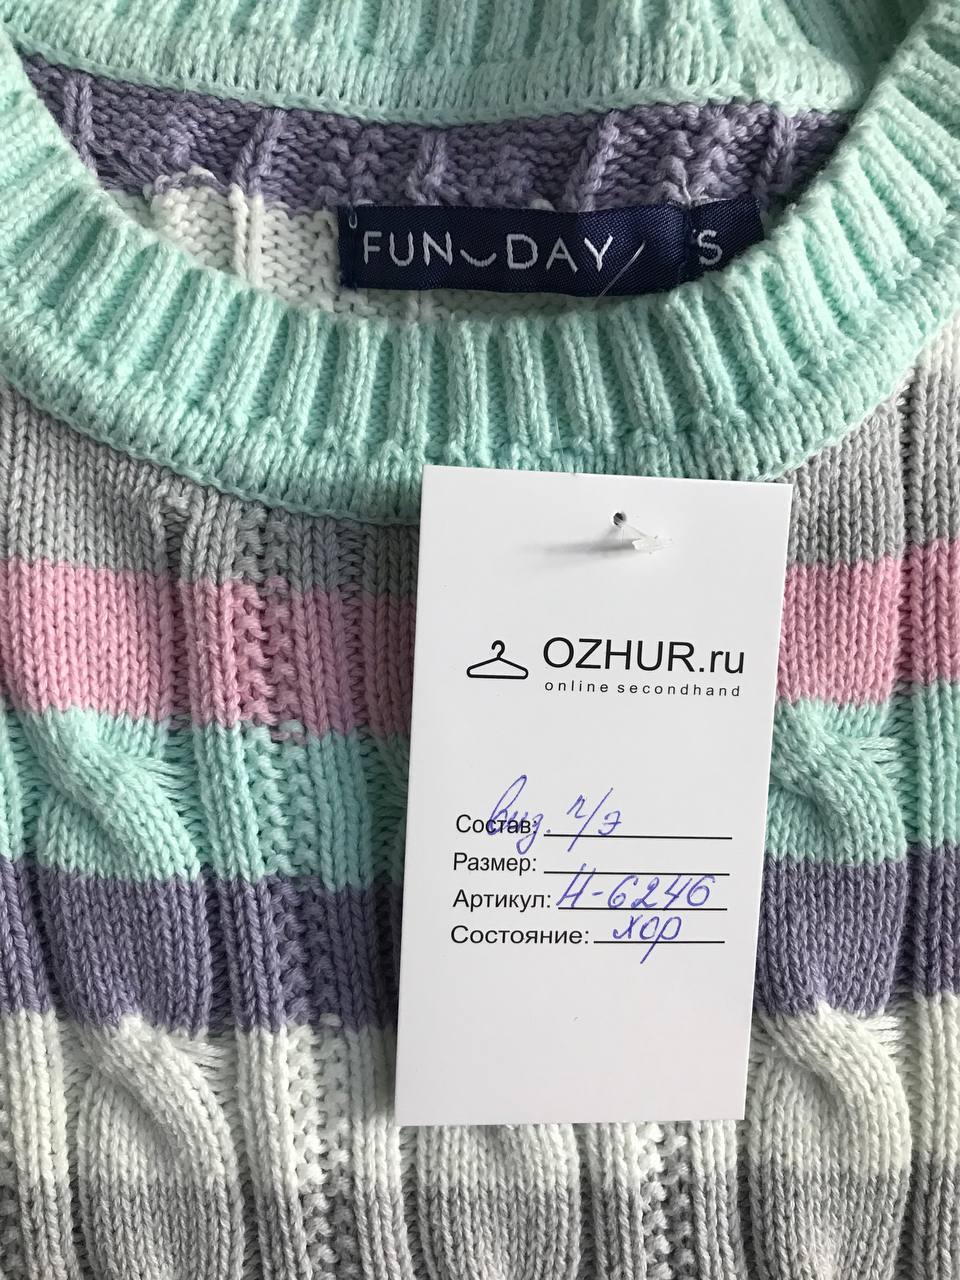 FUN DAY
S
OZHUR.ru
online secondhand
Состав: виз. п/э
Размер:
Артикул: Н-6246
Состояние: хор